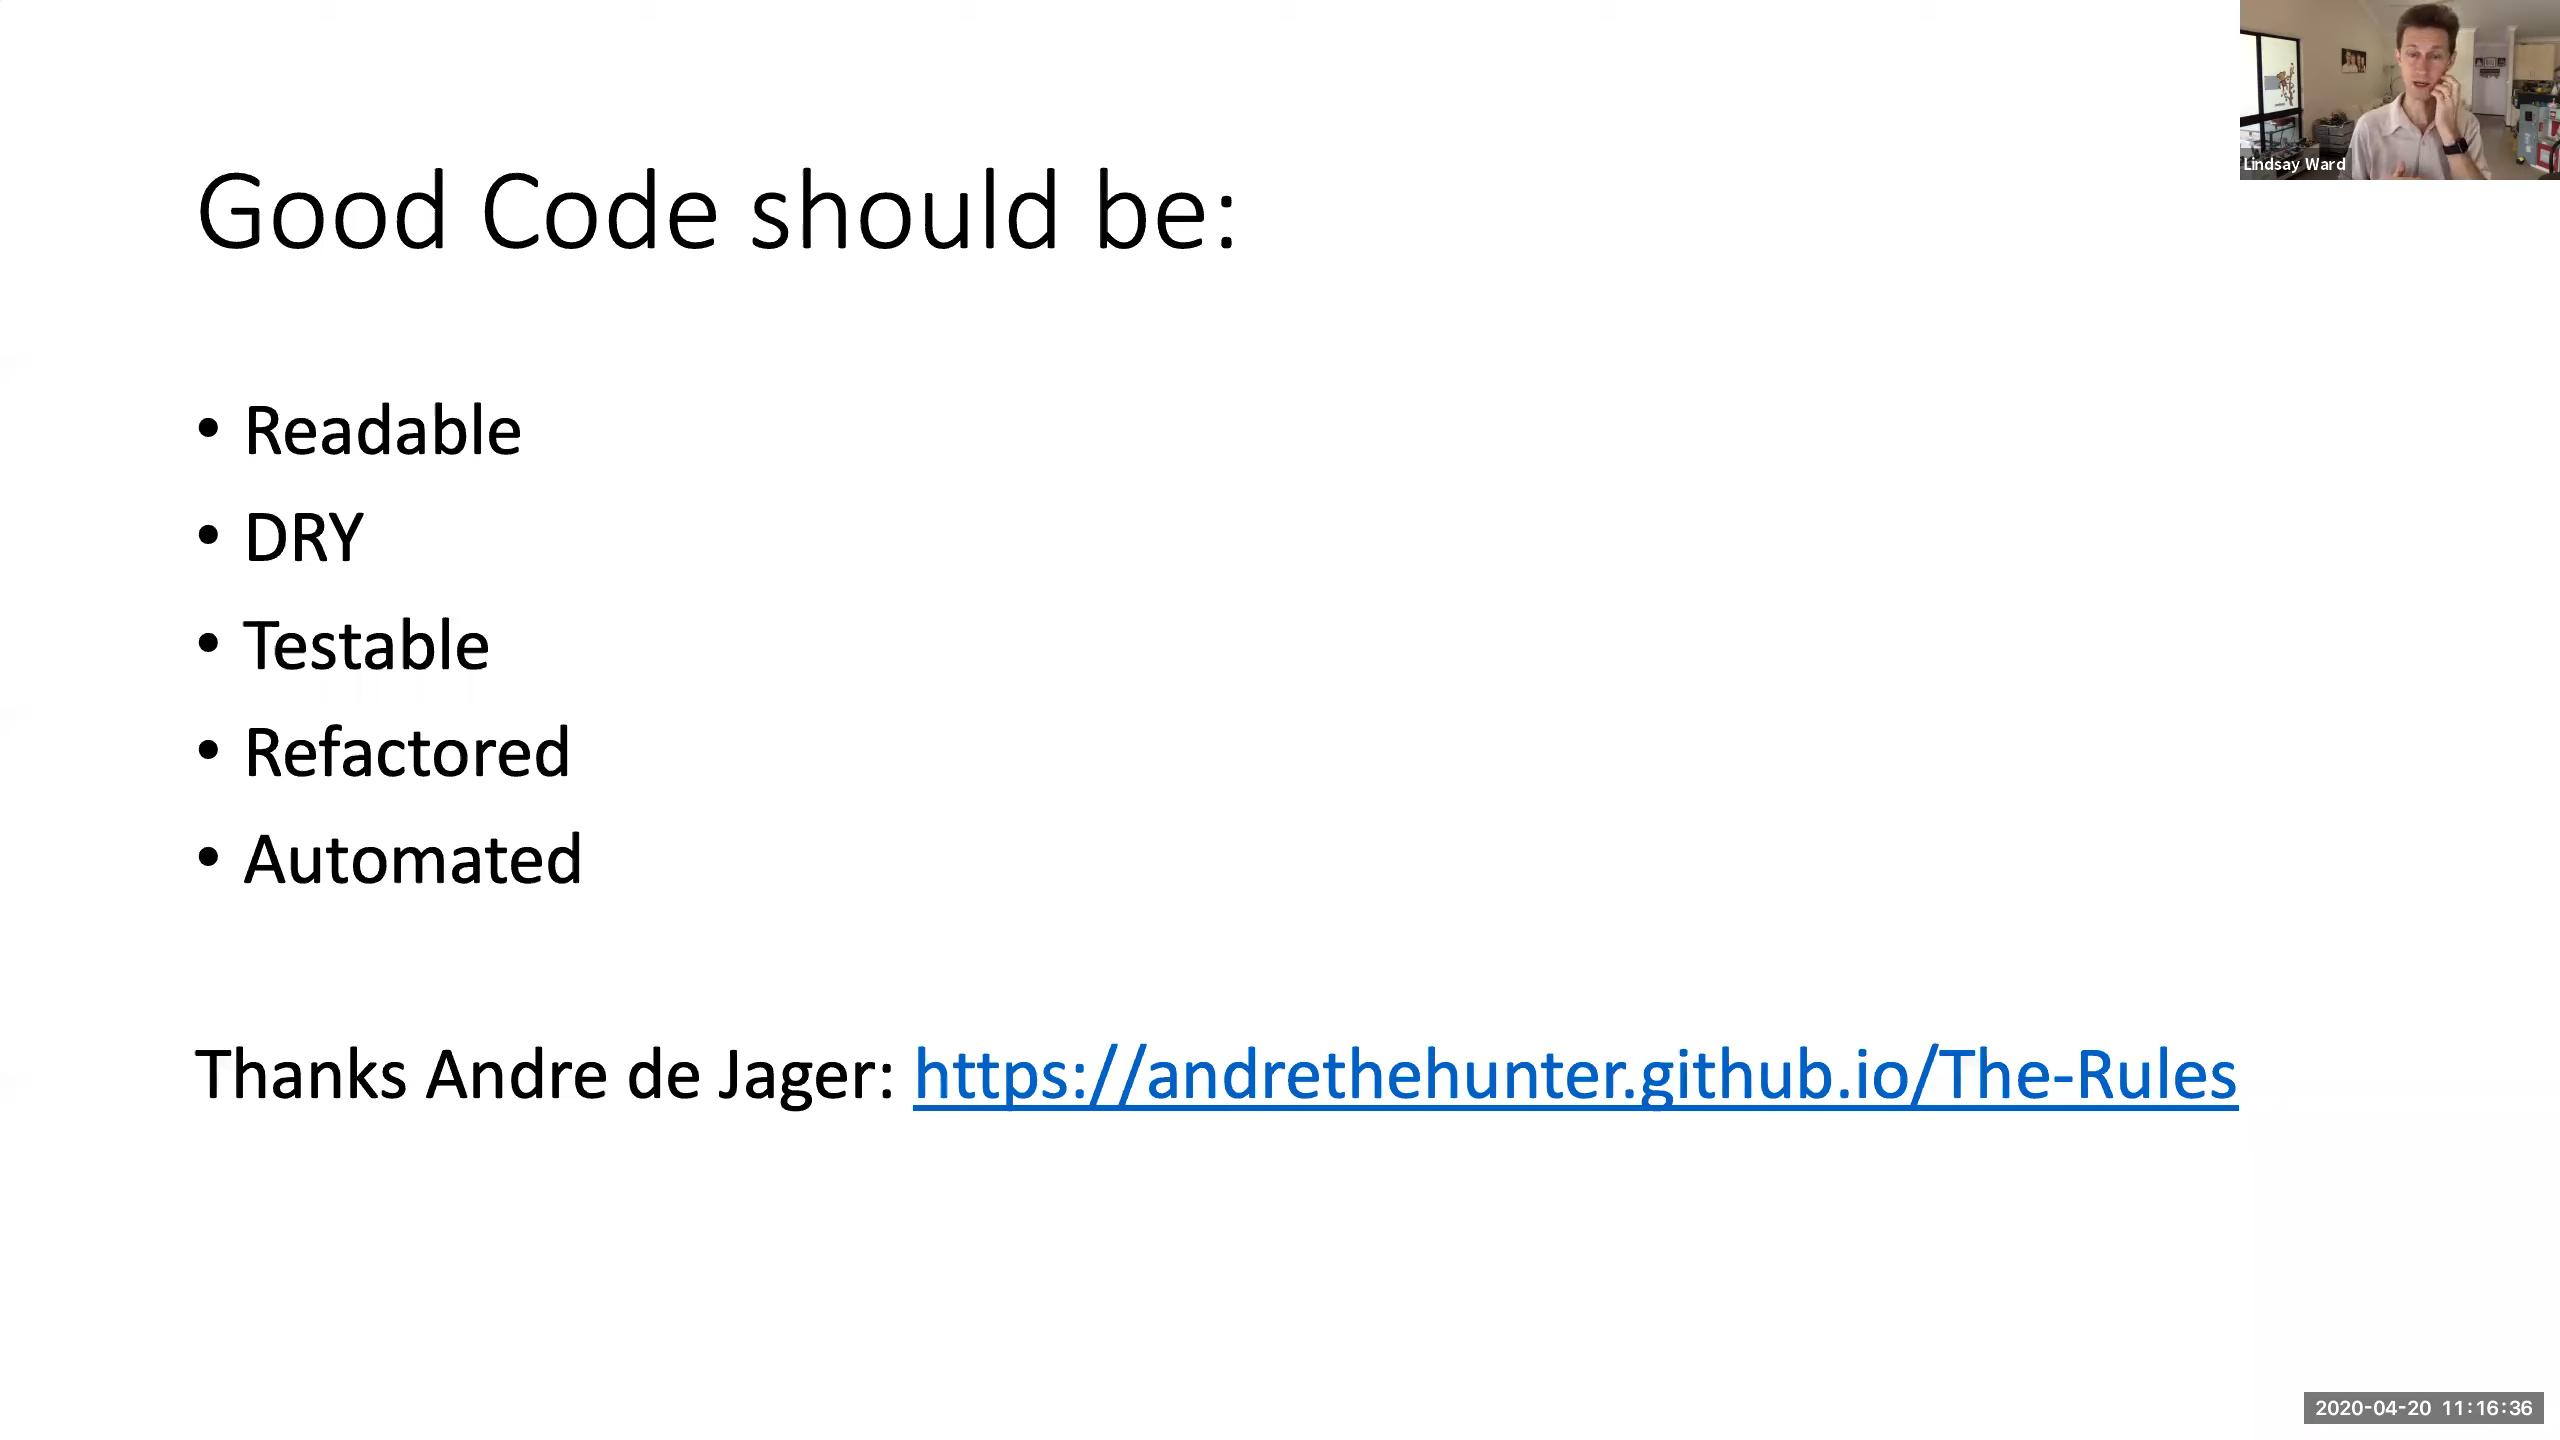 Lindsay Ward
Good Code should be:
• Readable
• DRY
• Testable
• Refactored
• Automated
Thanks Andre de Jager: https://andrethehunter.github.io/The-Rules
2020-04-20 11:16:36